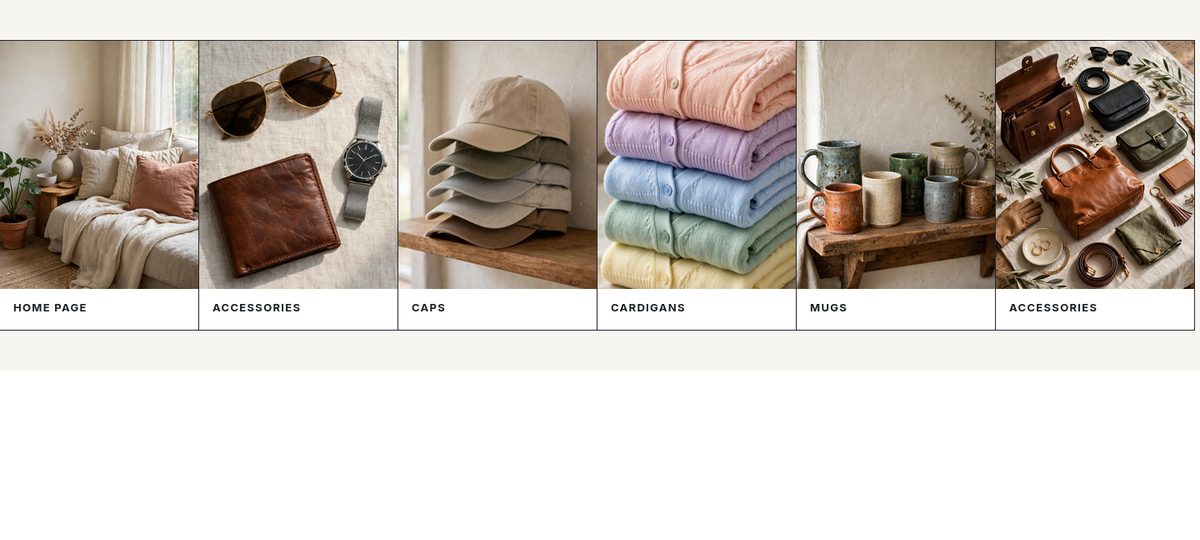 HOME PAGE
ACCESSORIES
CAPS
CARDIGANS
MUGS
ACCESSORIES